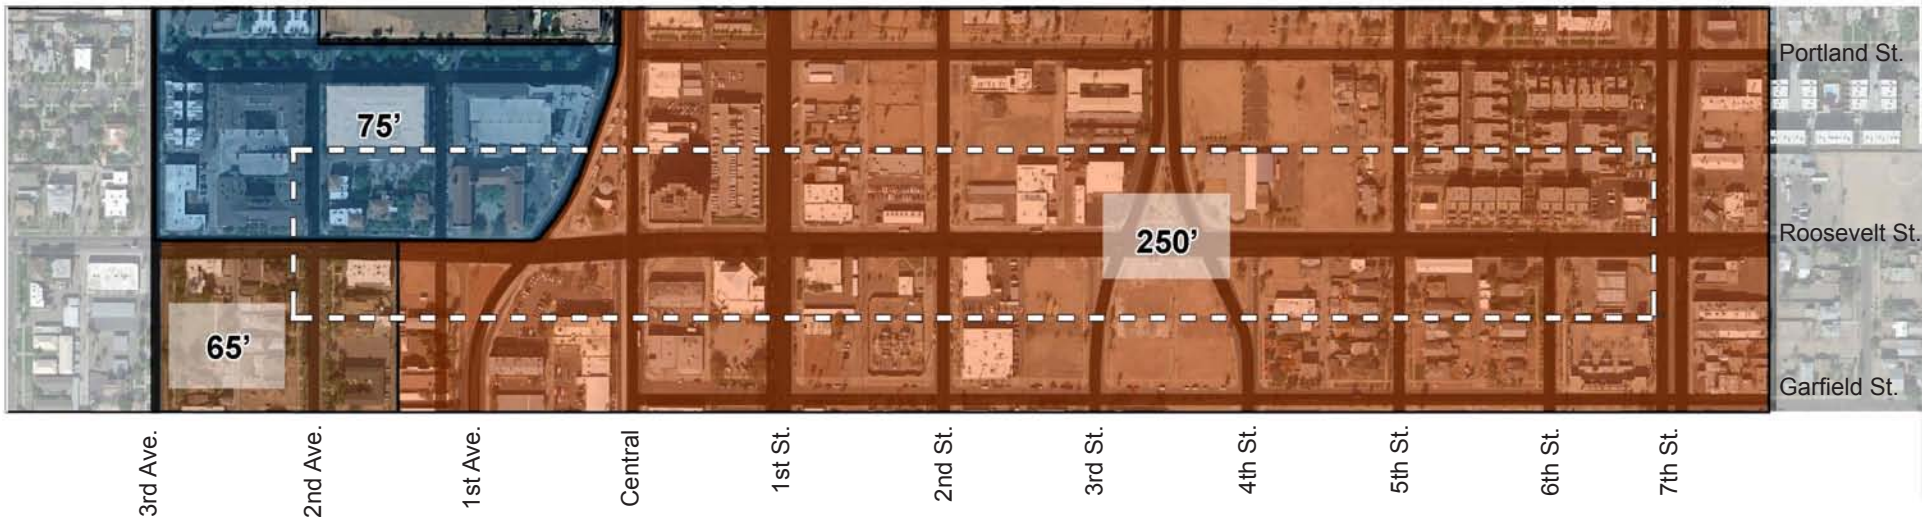 Portland St.
75’
Roosevelt St.
250’
65’
Garfield St.
3rd Ave.
2nd Ave.
1st Ave.
Central
1st St.
2nd St.
3rd St.
4th St.
5th St.
6th St.
7th St.